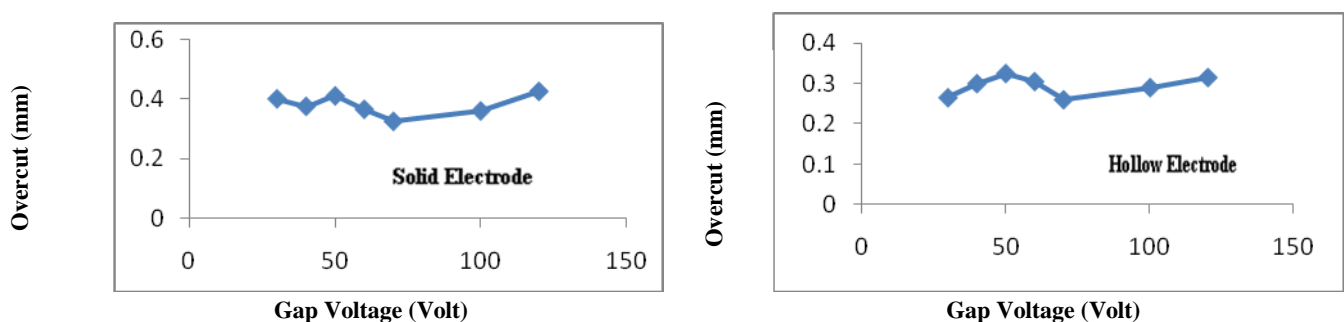 Overcut (mm)
0.6
0.4
0.2
0
Solid Electrode
0
50
100
150
Gap Voltage (Volt)
Overcut (mm)
0.4
0.3
0.2
0.1
0
Hollow Electrode
0
50
100
150
Gap Voltage (Volt)